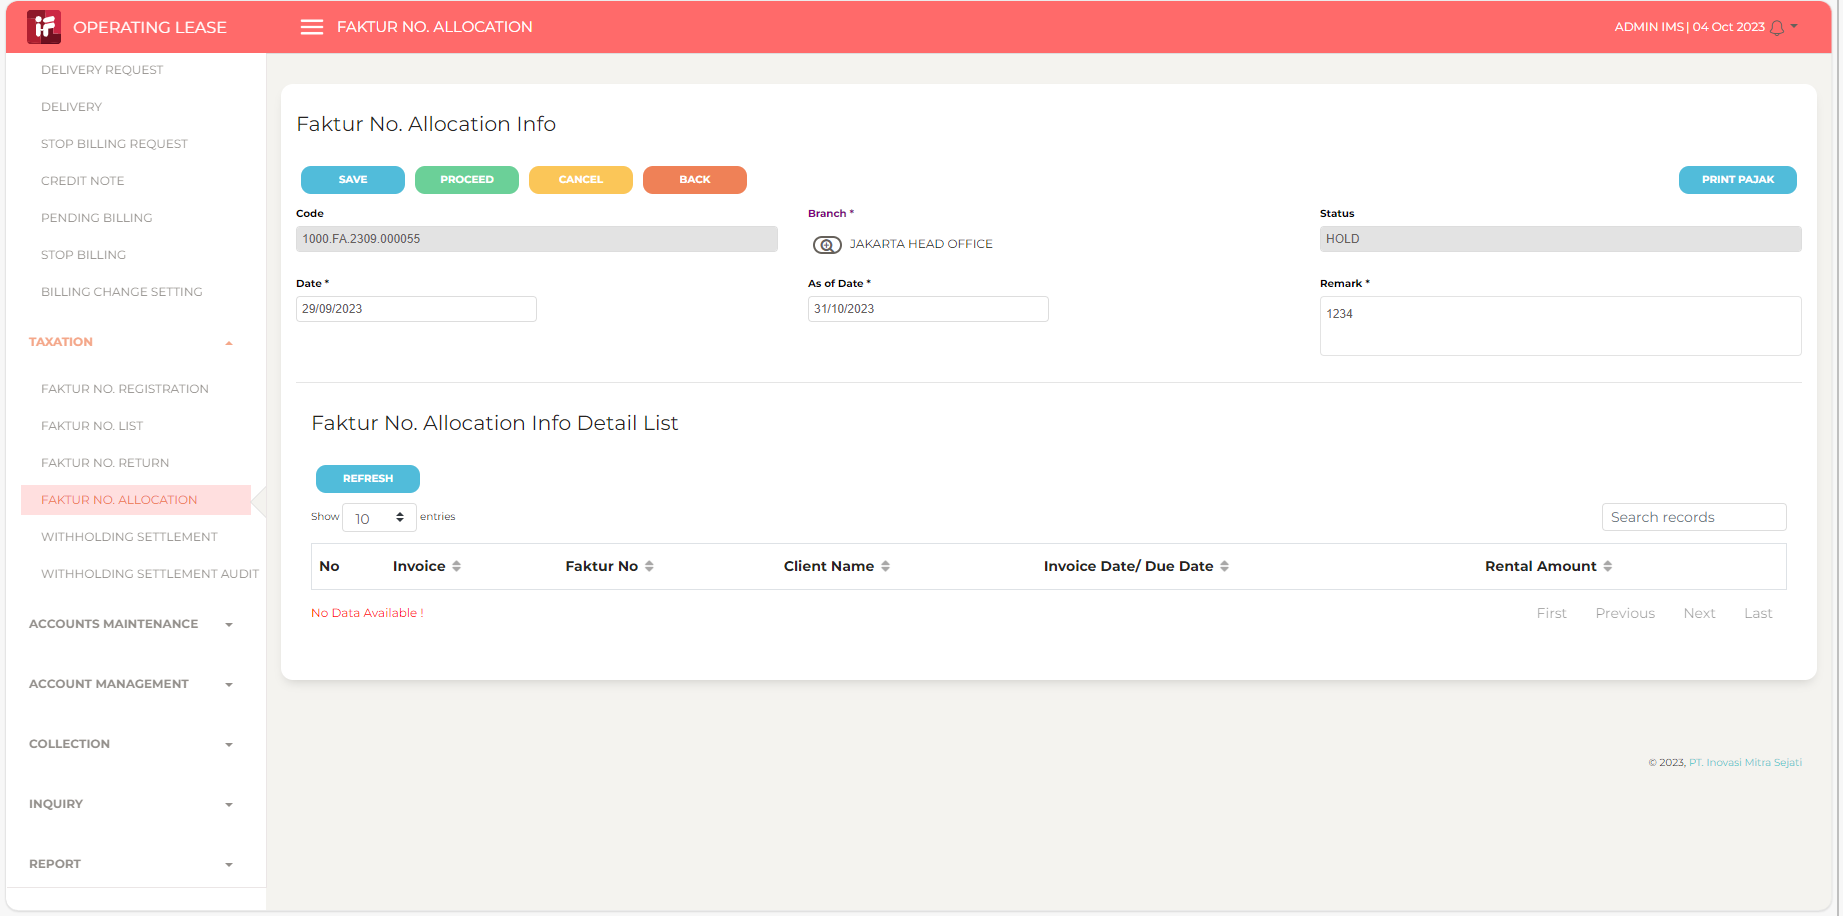 iF OPERATING LEASE
FAKTUR NO. ALLOCATION
ADMIN IMS | 04 Oct 2023
DELIVERY REQUEST
DELIVERY
STOP BILLING REQUEST
CREDIT NOTE
PENDING BILLING
STOP BILLING
BILLING CHANGE SETTING
TAXATION
FAKTUR NO. REGISTRATION
FAKTUR NO. LIST
FAKTUR NO. RETURN
FAKTUR NO. ALLOCATION
WITHHOLDING SETTLEMENT
WITHHOLDING SETTLEMENT AUDIT
ACCOUNTS MAINTENANCE
ACCOUNT MANAGEMENT
COLLECTION
INQUIRY
REPORT
Faktur No. Allocation Info
SAVE PROCEED CANCEL BACK PRINT PAJAK
Code Branch * Status
1000.FA.2309.000055 JAKARTA HEAD OFFICE HOLD
Date * As of Date * Remark *
29/09/2023 31/10/2023 1234
Faktur No. Allocation Info Detail List
REFRESH
Show 10 entries Search records
No Invoice Faktur No Client Name Invoice Date/ Due Date Rental Amount
No Data Available ! First Previous Next Last
© 2023, PT. Inovasi Mitra Sejati